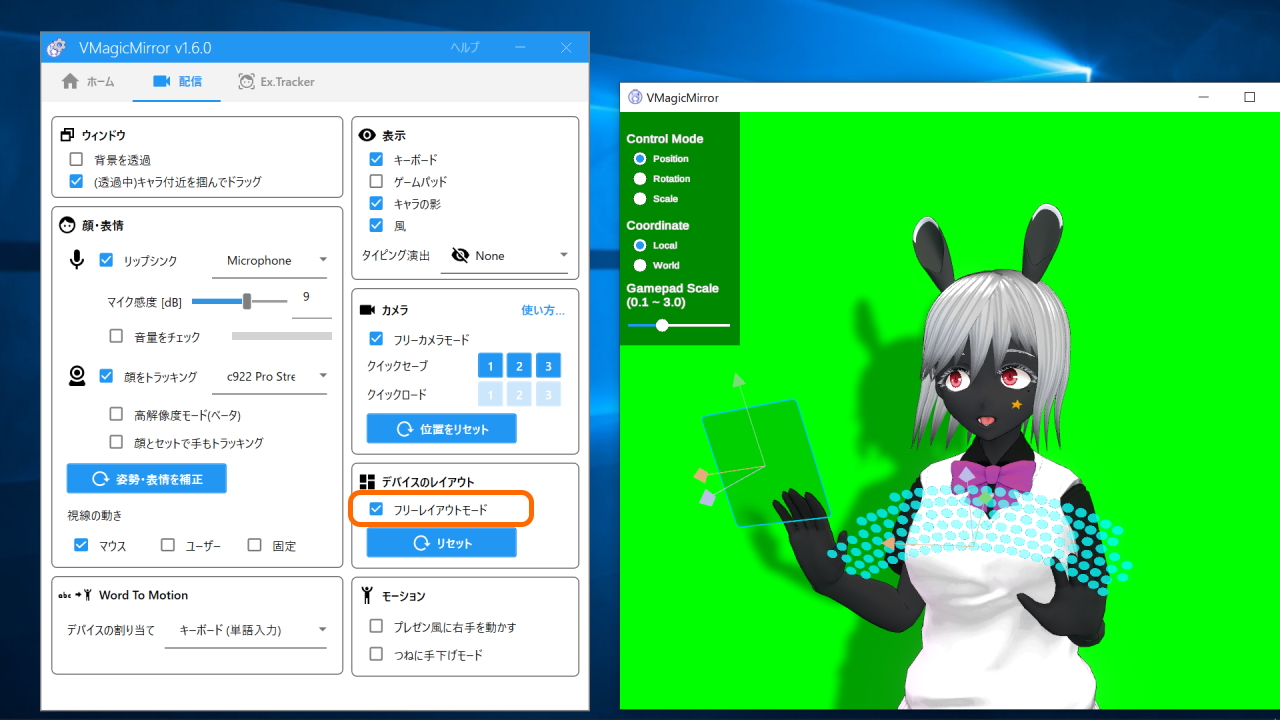 VMagicMirror v1.6.0
ヘルプ
ホーム
配信
Ex.Tracker
ウィンドウ
背景を透過
(透過中)キャラ付近を掴んでドラッグ
顔・表情
リップシンク
Microphone
マイク感度 [dB]
9
音量をチェック
顔をトラッキング
c922 Pro Stre
高解像度モード(ベータ)
顔とセットで手もトラッキング
姿勢・表情を補正
視線の動き
マウス
ユーザー
固定
abc
Word To Motion
デバイスの割り当て
キーボード (単語入力)
表示
キーボード
ゲームパッド
キャラの影
風
タイピング演出
None
カメラ
使い方...
フリーカメラモード
クイックセーブ
1 2 3
クイックロード
1 2 3
位置をリセット
デバイスのレイアウト
フリーレイアウトモード
リセット
モーション
プレゼン風に右手を動かす
つねに手下げモード
VMagicMirror
Control Mode
Position
Rotation
Scale
Coordinate
Local
World
Gamepad Scale
(0.1 ~ 3.0)